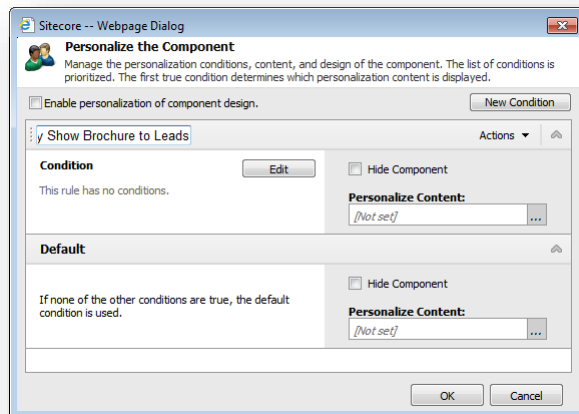 Sitecore -- Webpage Dialog
Personalize the Component
Manage the personalization conditions, content, and design of the component. The list of conditions is
prioritized. The first true condition determines which personalization content is displayed.
Enable personalization of component design.
New Condition
y Show Brochure to Leads
Actions
Condition
Edit
Hide Component
This rule has no conditions.
Personalize Content:
[Not set]
...
Default
Hide Component
If none of the other conditions are true, the default
condition is used.
Personalize Content:
[Not set]
...
OK
Cancel